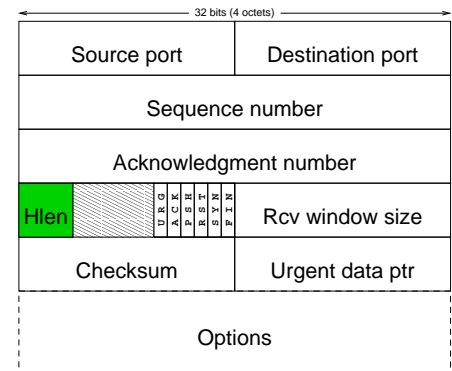 32 bits (4 octets)
Source port Destination port
Sequence number
Acknowledgment number
Hlen URG ACK PSH RST SYN FIN Rcv window size
Checksum Urgent data ptr
Options